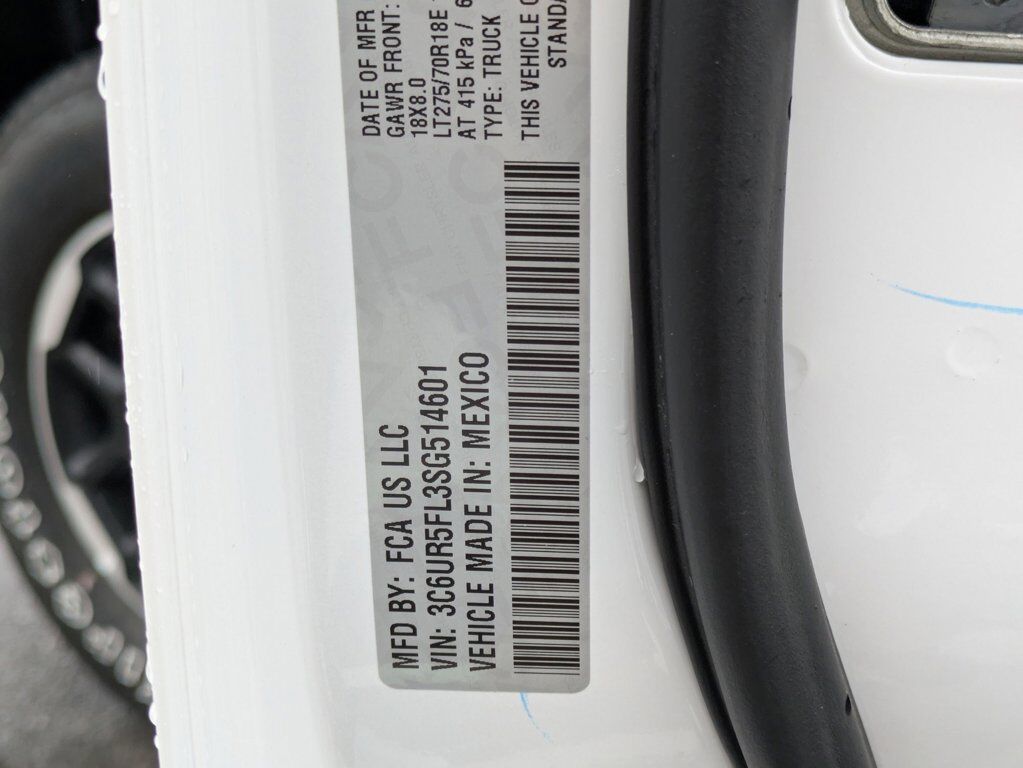 MFD BY: FCA US LLC
VIN: 3C6UR5FL3SG514601
VEHICLE MADE IN: MEXICO
DATE OF MFR
GAWR FRONT:
18X8.0
LT275/70R18E
AT 415 kPa / 6
TYPE: TRUCK
THIS VEHICLE
STANDA